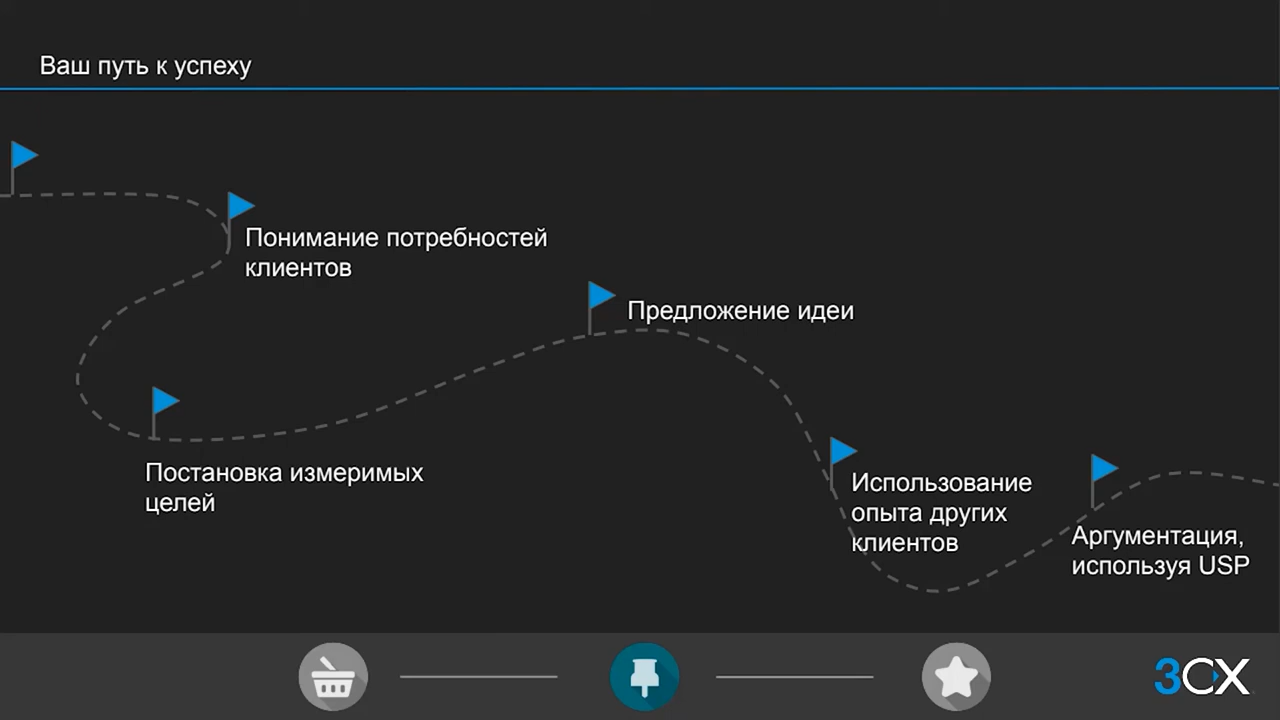 Ваш путь к успеху
Понимание потребностей
клиентов
Предложение идеи
Постановка измеримых
целей
Использование
опыта других
клиентов
Аргументация,
используя USP
3CX